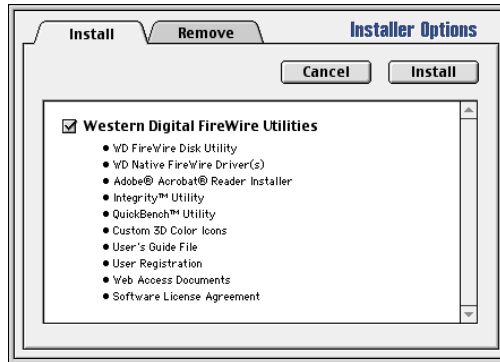 Install
Remove
Installer Options
Cancel
Install
Western Digital FireWire Utilities
• WD FireWire Disk Utility
• WD Native FireWire Driver(s)
• Adobe® Acrobat® Reader Installer
• Integrity™ Utility
• QuickBench™ Utility
• Custom 3D Color Icons
• User's Guide File
• User Registration
• Web Access Documents
• Software License Agreement